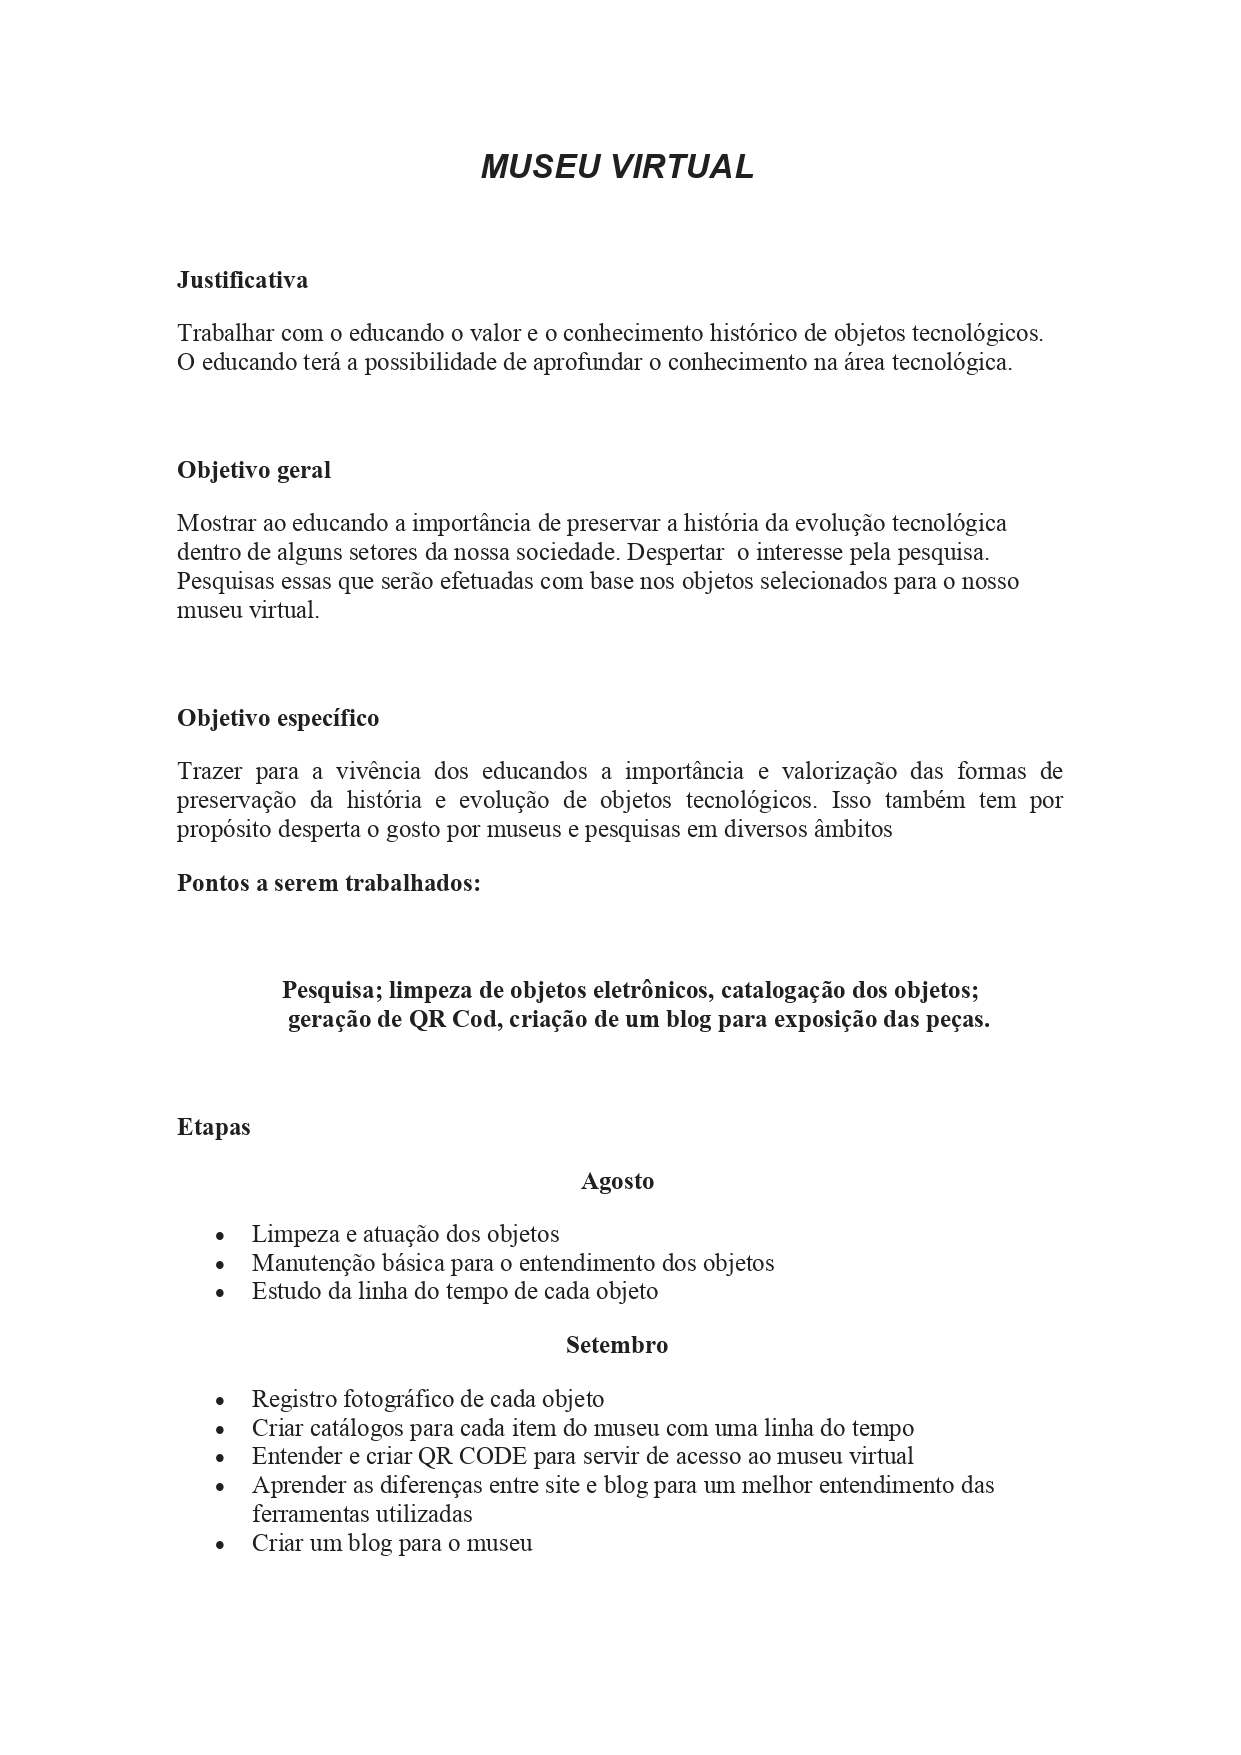 MUSEU VIRTUAL
Justificativa
Trabalhar com o educando o valor e o conhecimento histórico de objetos tecnológicos.
O educando terá a possibilidade de aprofundar o conhecimento na área tecnológica.
Objetivo geral
Mostrar ao educando a importância de preservar a história da evolução tecnológica
dentro de alguns setores da nossa sociedade. Despertar  o interesse pela pesquisa.
Pesquisas essas que serão efetuadas com base nos objetos selecionados para o nosso
museu virtual.
Objetivo específico
Trazer para a vivência dos educandos a importância e valorização das formas de
preservação da história e evolução de objetos tecnológicos. Isso também tem por
propósito desperta o gosto por museus e pesquisas em diversos âmbitos
Pontos a serem trabalhados:
Pesquisa; limpeza de objetos eletrônicos, catalogação dos objetos;
geração de QR Cod, criação de um blog para exposição das peças.
Etapas
Agosto
• Limpeza e atuação dos objetos
• Manutenção básica para o entendimento dos objetos
• Estudo da linha do tempo de cada objeto
Setembro
• Registro fotográfico de cada objeto
• Criar catálogos para cada item do museu com uma linha do tempo
• Entender e criar QR CODE para servir de acesso ao museu virtual
• Aprender as diferenças entre site e blog para um melhor entendimento das
ferramentas utilizadas
• Criar um blog para o museu